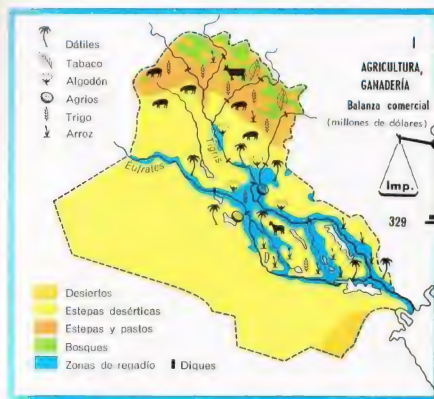 Dátiles
Tabaco
Algodón
Agrios
Trigo
Arroz
I
AGRICULTURA,
GANADERÍA
Balanza comercial
(millones de dólares)
Imp.
329
Tigris
Eufrates
Desiertos
Estepas desérticas
Estepas y pastos
Bosques
Zonas de regadío
Diques